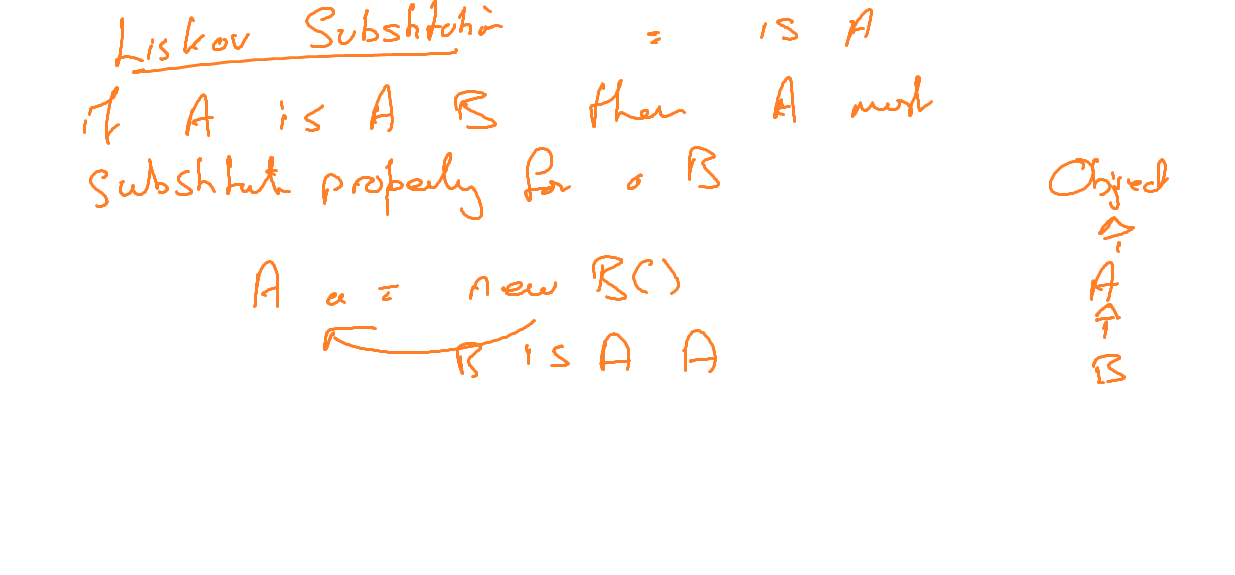 Liskov Substitution = is A
if A is A B then A must
substitute properly for a B
Object
A a = new B()
A
B is A A
B